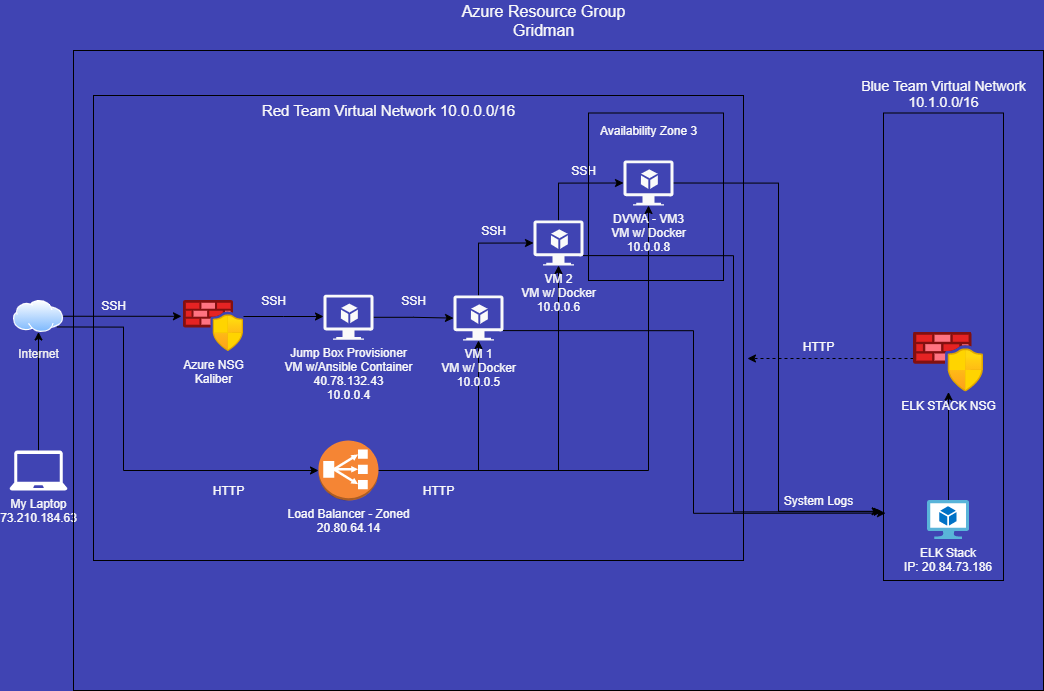 Azure Resource Group
Gridman
Blue Team Virtual Network
10.1.0.0/16
Red Team Virtual Network 10.0.0.0/16
Availability Zone 3
SSH
DVWA - VM3
VM w/ Docker
10.0.0.8
SSH
VM 2
VM w/ Docker
10.0.0.6
SSH
SSH
SSH
Internet
Azure NSG
Kaliber
Jump Box Provisioner
VM w/Ansible Container
40.78.132.43
10.0.0.4
VM 1
VM w/ Docker
10.0.0.5
HTTP
ELK STACK NSG
My Laptop
73.210.184.63
HTTP
HTTP
Load Balancer - Zoned
20.80.64.14
System Logs
ELK Stack
IP: 20.84.73.186